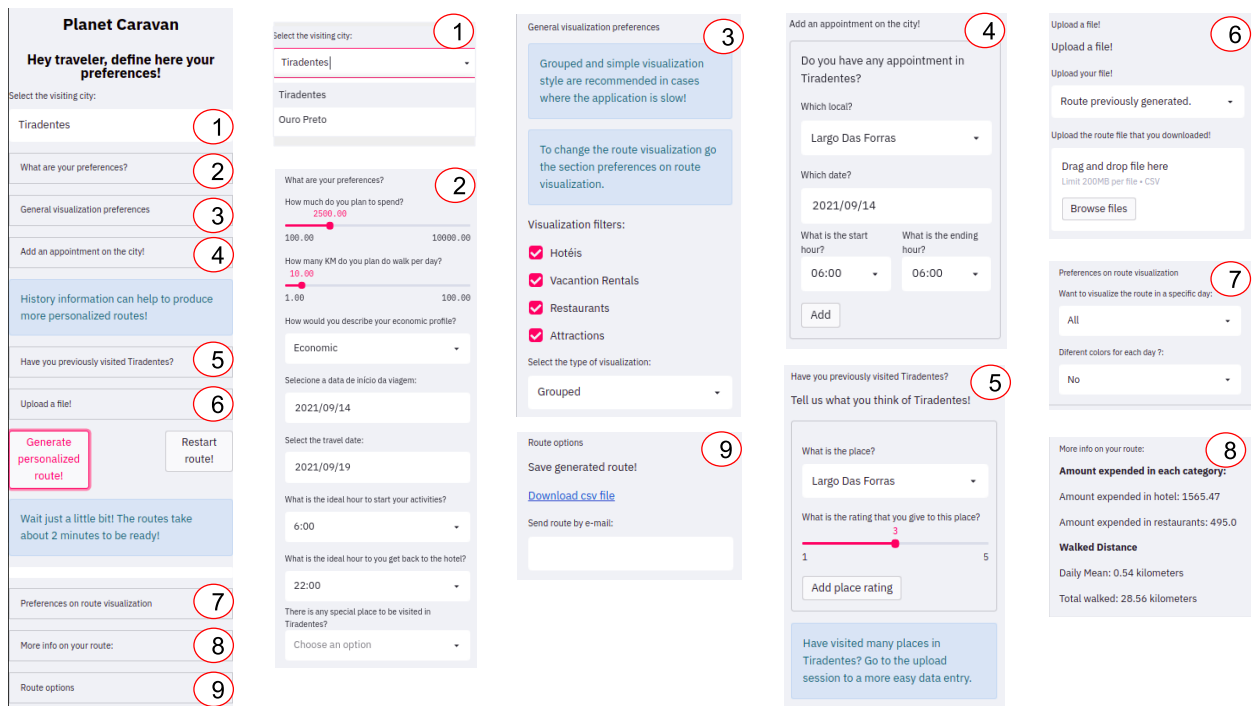 Planet Caravan
Hey traveler, define here your
preferences!
Select the visiting city:
Tiradentes
1
What are your preferences?
2
General visualization preferences
3
Add an appointment on the city!
4
History information can help to produce
more personalized routes!
Have you previously visited Tiradentes?
5
Upload a file!
6
Generate
personalized
route!
Restart
route!
Wait just a little bit! The routes take
about 2 minutes to be ready!
Preferences on route visualization
7
More info on your route:
8
Route options
9
Select the visiting city:
1
Tiradentes
Tiradentes
Ouro Preto
What are your preferences?
2
How much do you plan to spend?
2500.00
100.00 10000.00
How many KM do you plan do walk per day?
10.00
1.00 100.00
How would you describe your economic profile?
Economic
Selecione a data de início da viagem:
2021/09/14
Select the travel date:
2021/09/19
What is the ideal hour to start your activities?
6:00
What is the ideal hour to you get back to the hotel?
22:00
There is any special place to be visited in
Tiradentes?
Choose an option
General visualization preferences
3
Grouped and simple visualization
style are recommended in cases
where the application is slow!
To change the route visualization go
the section preferences on route
visualization.
Visualization filters:
Hotéis
Vacantion Rentals
Restaurants
Attractions
Select the type of visualization:
Grouped
Route options
9
Save generated route!
Download csv file
Send route by e-mail:
Add an appointment on the city!
4
Do you have any appointment in
Tiradentes?
Which local?
Largo Das Forras
Which date?
2021/09/14
What is the start
hour?
What is the ending
hour?
06:00 06:00
Add
Have you previously visited Tiradentes?
5
Tell us what you think of Tiradentes!
What is the place?
Largo Das Forras
What is the rating that you give to this place?
3
1 5
Add place rating
Have visited many places in
Tiradentes? Go to the upload
session to a more easy data entry.
Upload a file!
6
Upload a file!
Upload your file!
Route previously generated.
Upload the route file that you downloaded!
Drag and drop file here
Limit 200MB per file • CSV
Browse files
Preferences on route visualization
7
Want to visualize the route in a specific day:
All
Diferent colors for each day ?:
No
More info on your route:
8
Amount expended in each category:
Amount expended in hotel: 1565.47
Amount expended in restaurants: 495.0
Walked Distance
Daily Mean: 0.54 kilometers
Total walked: 28.56 kilometers